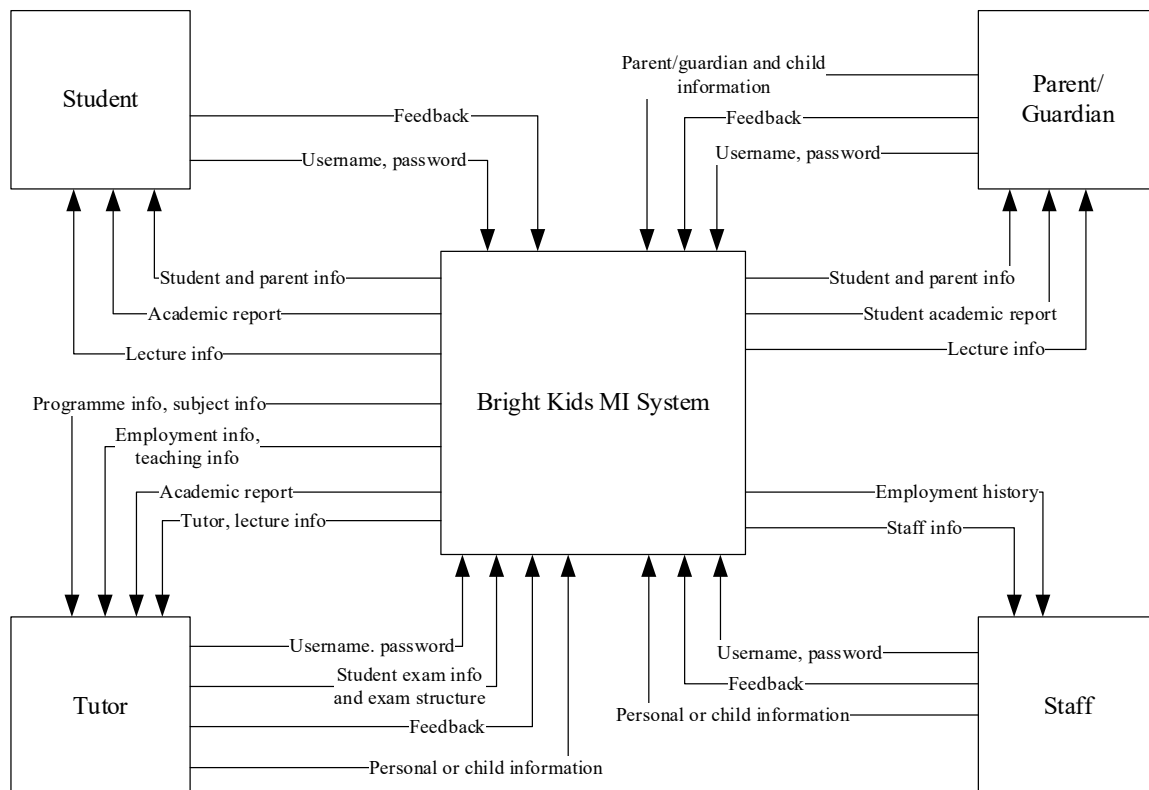 Student
Parent/
Guardian
Parent/guardian and child
information
Feedback
Feedback
Username, password
Username, password
Student and parent info
Student and parent info
Academic report
Student academic report
Lecture info
Lecture info
Bright Kids MI System
Programme info, subject info
Employment info,
teaching info
Academic report
Employment history
Tutor, lecture info
Staff info
Username. password
Username, password
Student exam info
and exam structure
Feedback
Feedback
Personal or child information
Personal or child information
Tutor
Staff